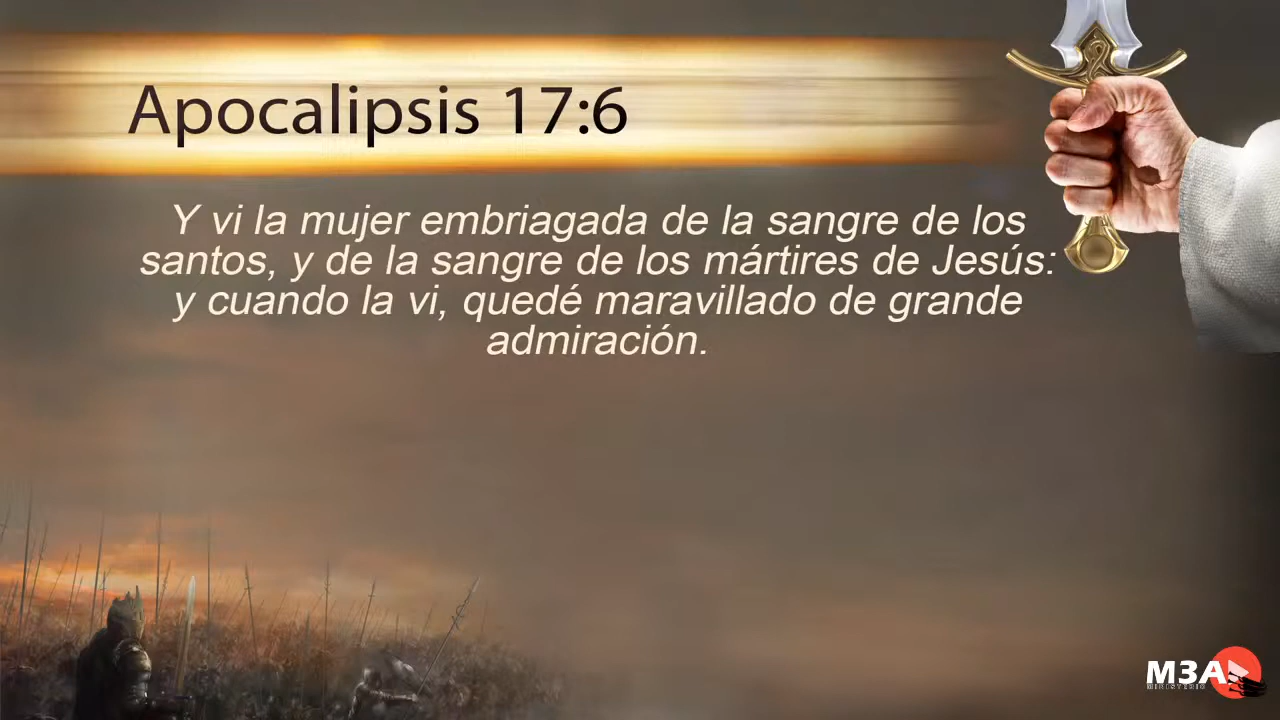 Apocalipsis 17:6
Y vi la mujer embriagada de la sangre de los
santos, y de la sangre de los mártires de Jesús:
y cuando la vi, quedé maravillado de grande
admiración.
M3A
MINISTERIO